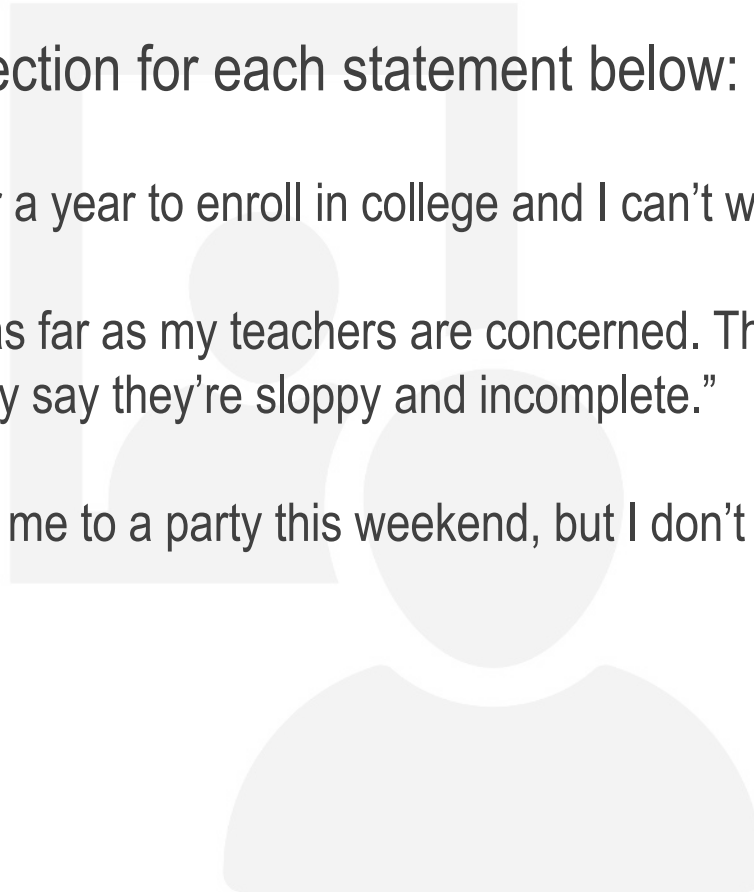 ection for each statement below:
a year to enroll in college and I can’t w
as far as my teachers are concerned. Th
y say they’re sloppy and incomplete.”
me to a party this weekend, but I don’t